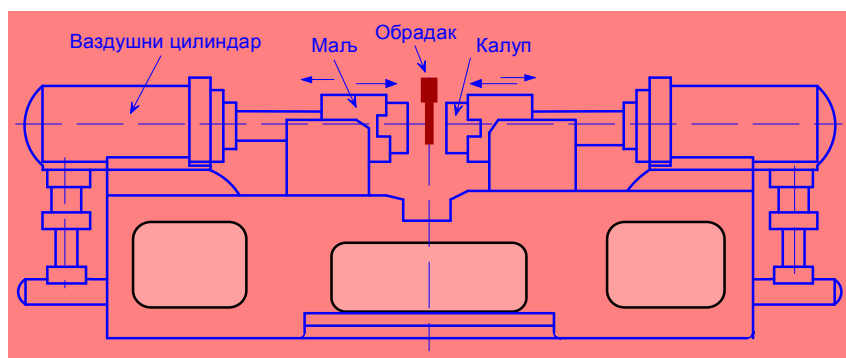 Ваздушни цилиндар
Маљ
Обрадак
Калуп